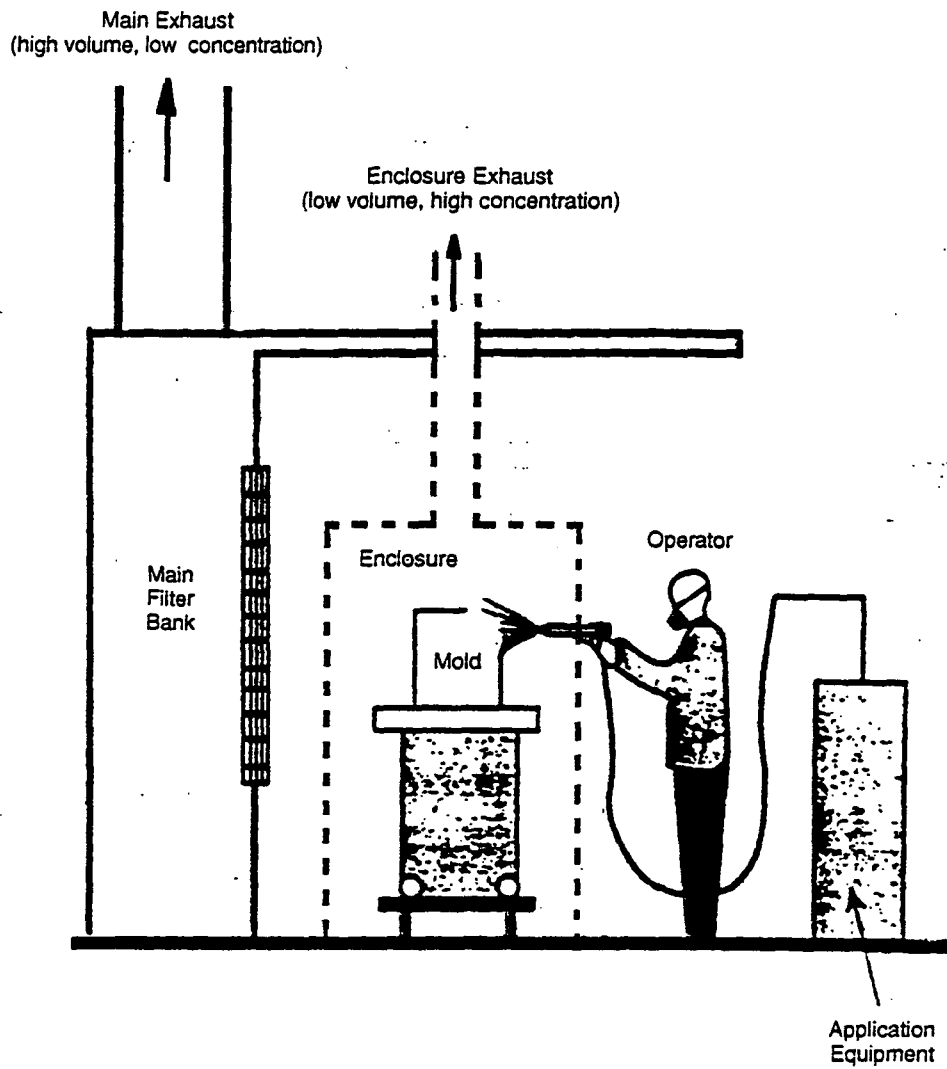 Main Exhaust
(high volume, low concentration)
Enclosure Exhaust
(low volume, high concentration)
Operator
Enclosure
Main
Filter
Bank
Mold
Application
Equipment